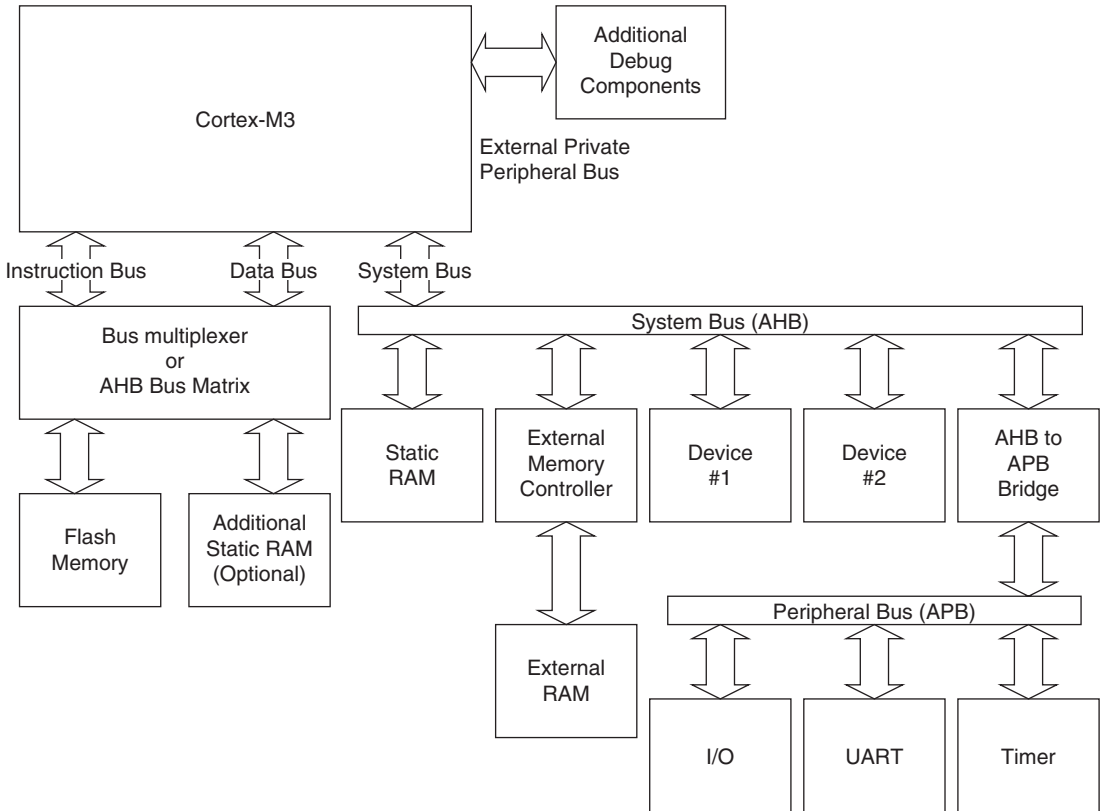 Cortex-M3
Additional
Debug
Components
External Private
Peripheral Bus
Instruction Bus
Data Bus
System Bus
Bus multiplexer
or
AHB Bus Matrix
System Bus (AHB)
Static
RAM
External
Memory
Controller
Device
#1
Device
#2
AHB to
APB
Bridge
Flash
Memory
Additional
Static RAM
(Optional)
Peripheral Bus (APB)
External
RAM
I/O
UART
Timer